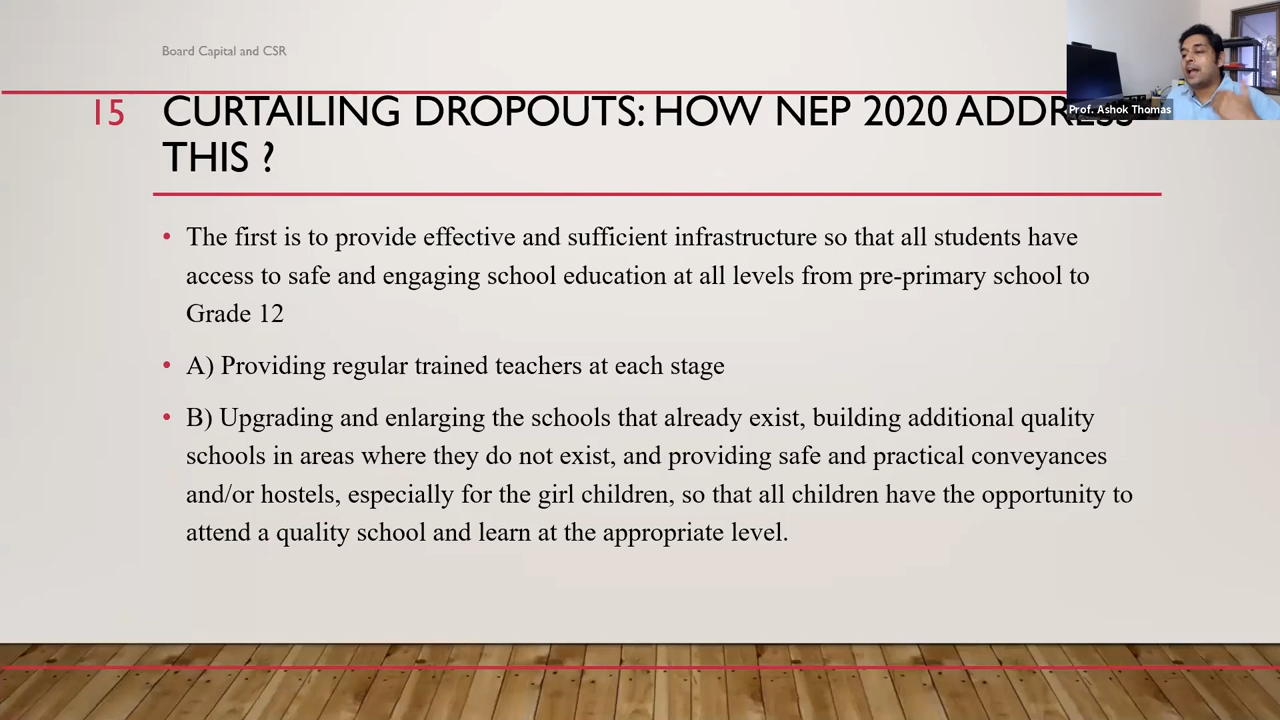 Board Capital and CSR
Prof. Ashok Thomas
15
CURTAILING DROPOUTS: HOW NEP 2020 ADDRESS
THIS ?
• The first is to provide effective and sufficient infrastructure so that all students have
access to safe and engaging school education at all levels from pre-primary school to
Grade 12
• A) Providing regular trained teachers at each stage
• B) Upgrading and enlarging the schools that already exist, building additional quality
schools in areas where they do not exist, and providing safe and practical conveyances
and/or hostels, especially for the girl children, so that all children have the opportunity to
attend a quality school and learn at the appropriate level.